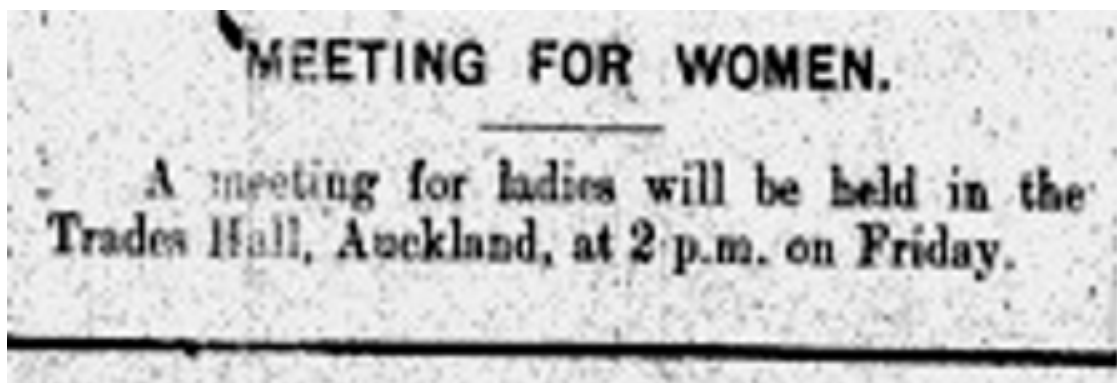 MEETING FOR WOMEN.
A meeting for ladies will be held in the
Trades Hall, Auckland, at 2 p.m. on Friday.